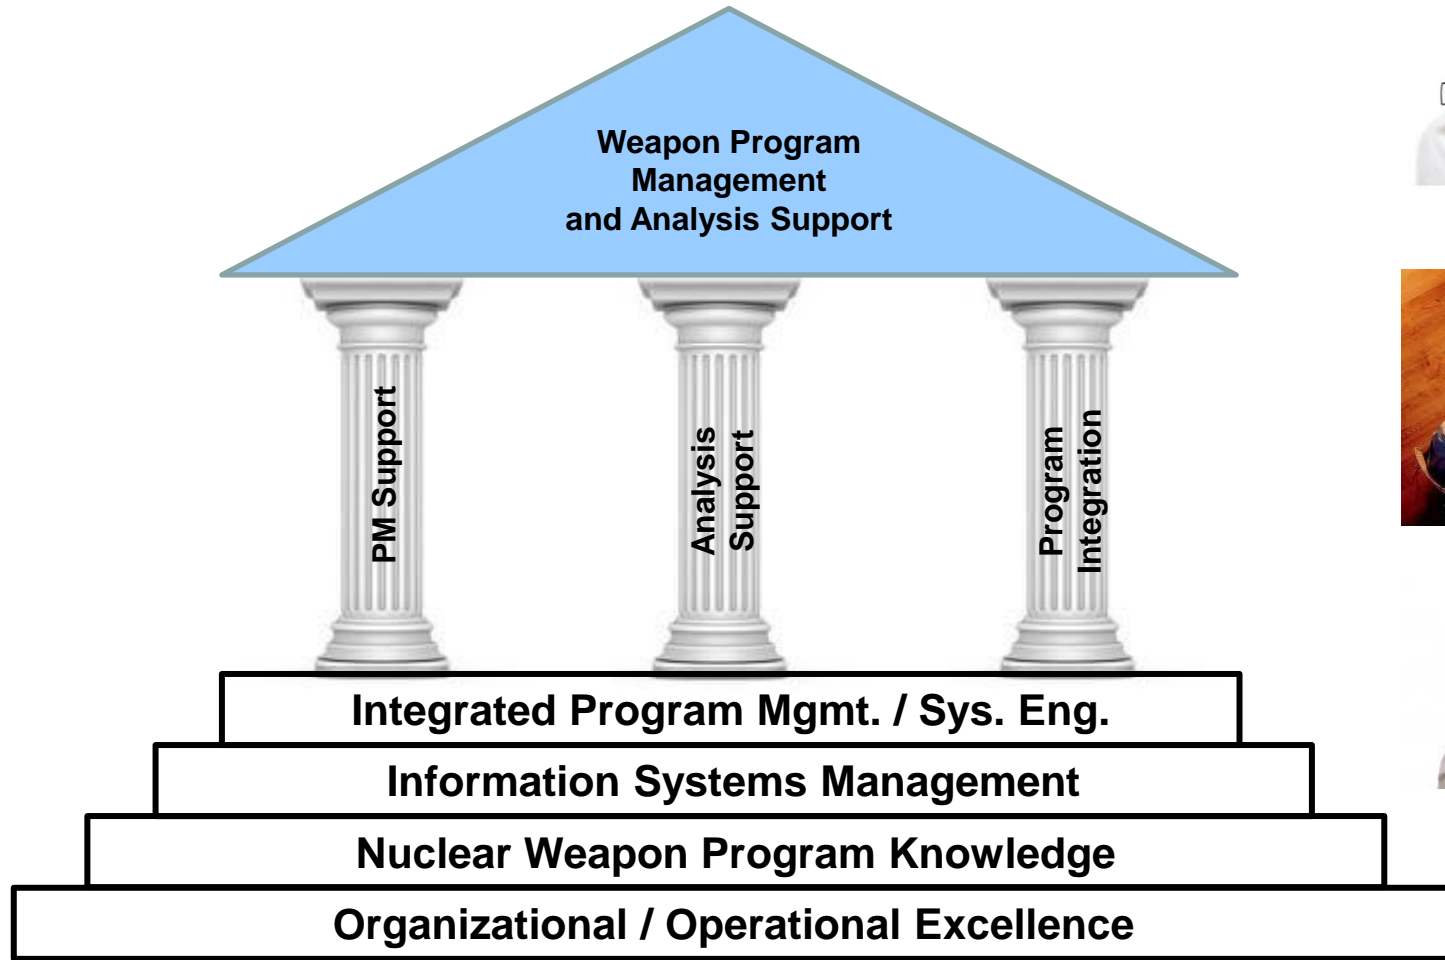 Weapon Program
Management
and Analysis Support
PM Support
Analysis
Support
Program
Integration
Integrated Program Mgmt. / Sys. Eng.
Information Systems Management
Nuclear Weapon Program Knowledge
Organizational / Operational Excellence